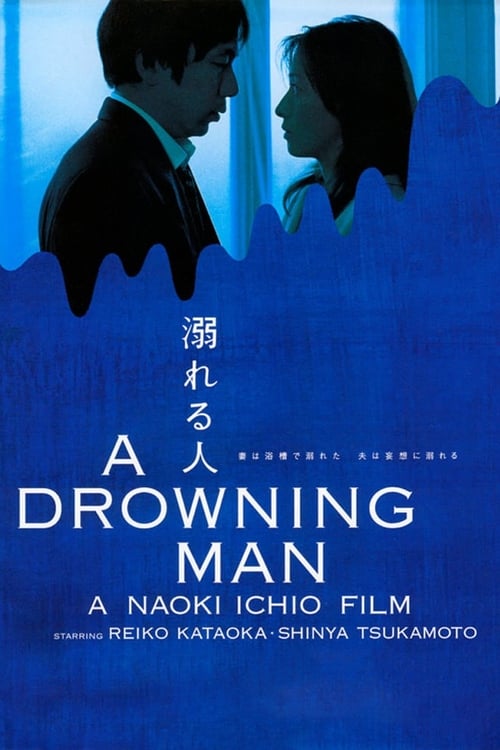 溺れる人
妻は浴槽で溺れた 夫は妄想に溺れる
A
DROWNING
MAN
A NAOKI ICHIO FILM
STARRING REIKO KATAOKA・SHINYA TSUKAMOTO